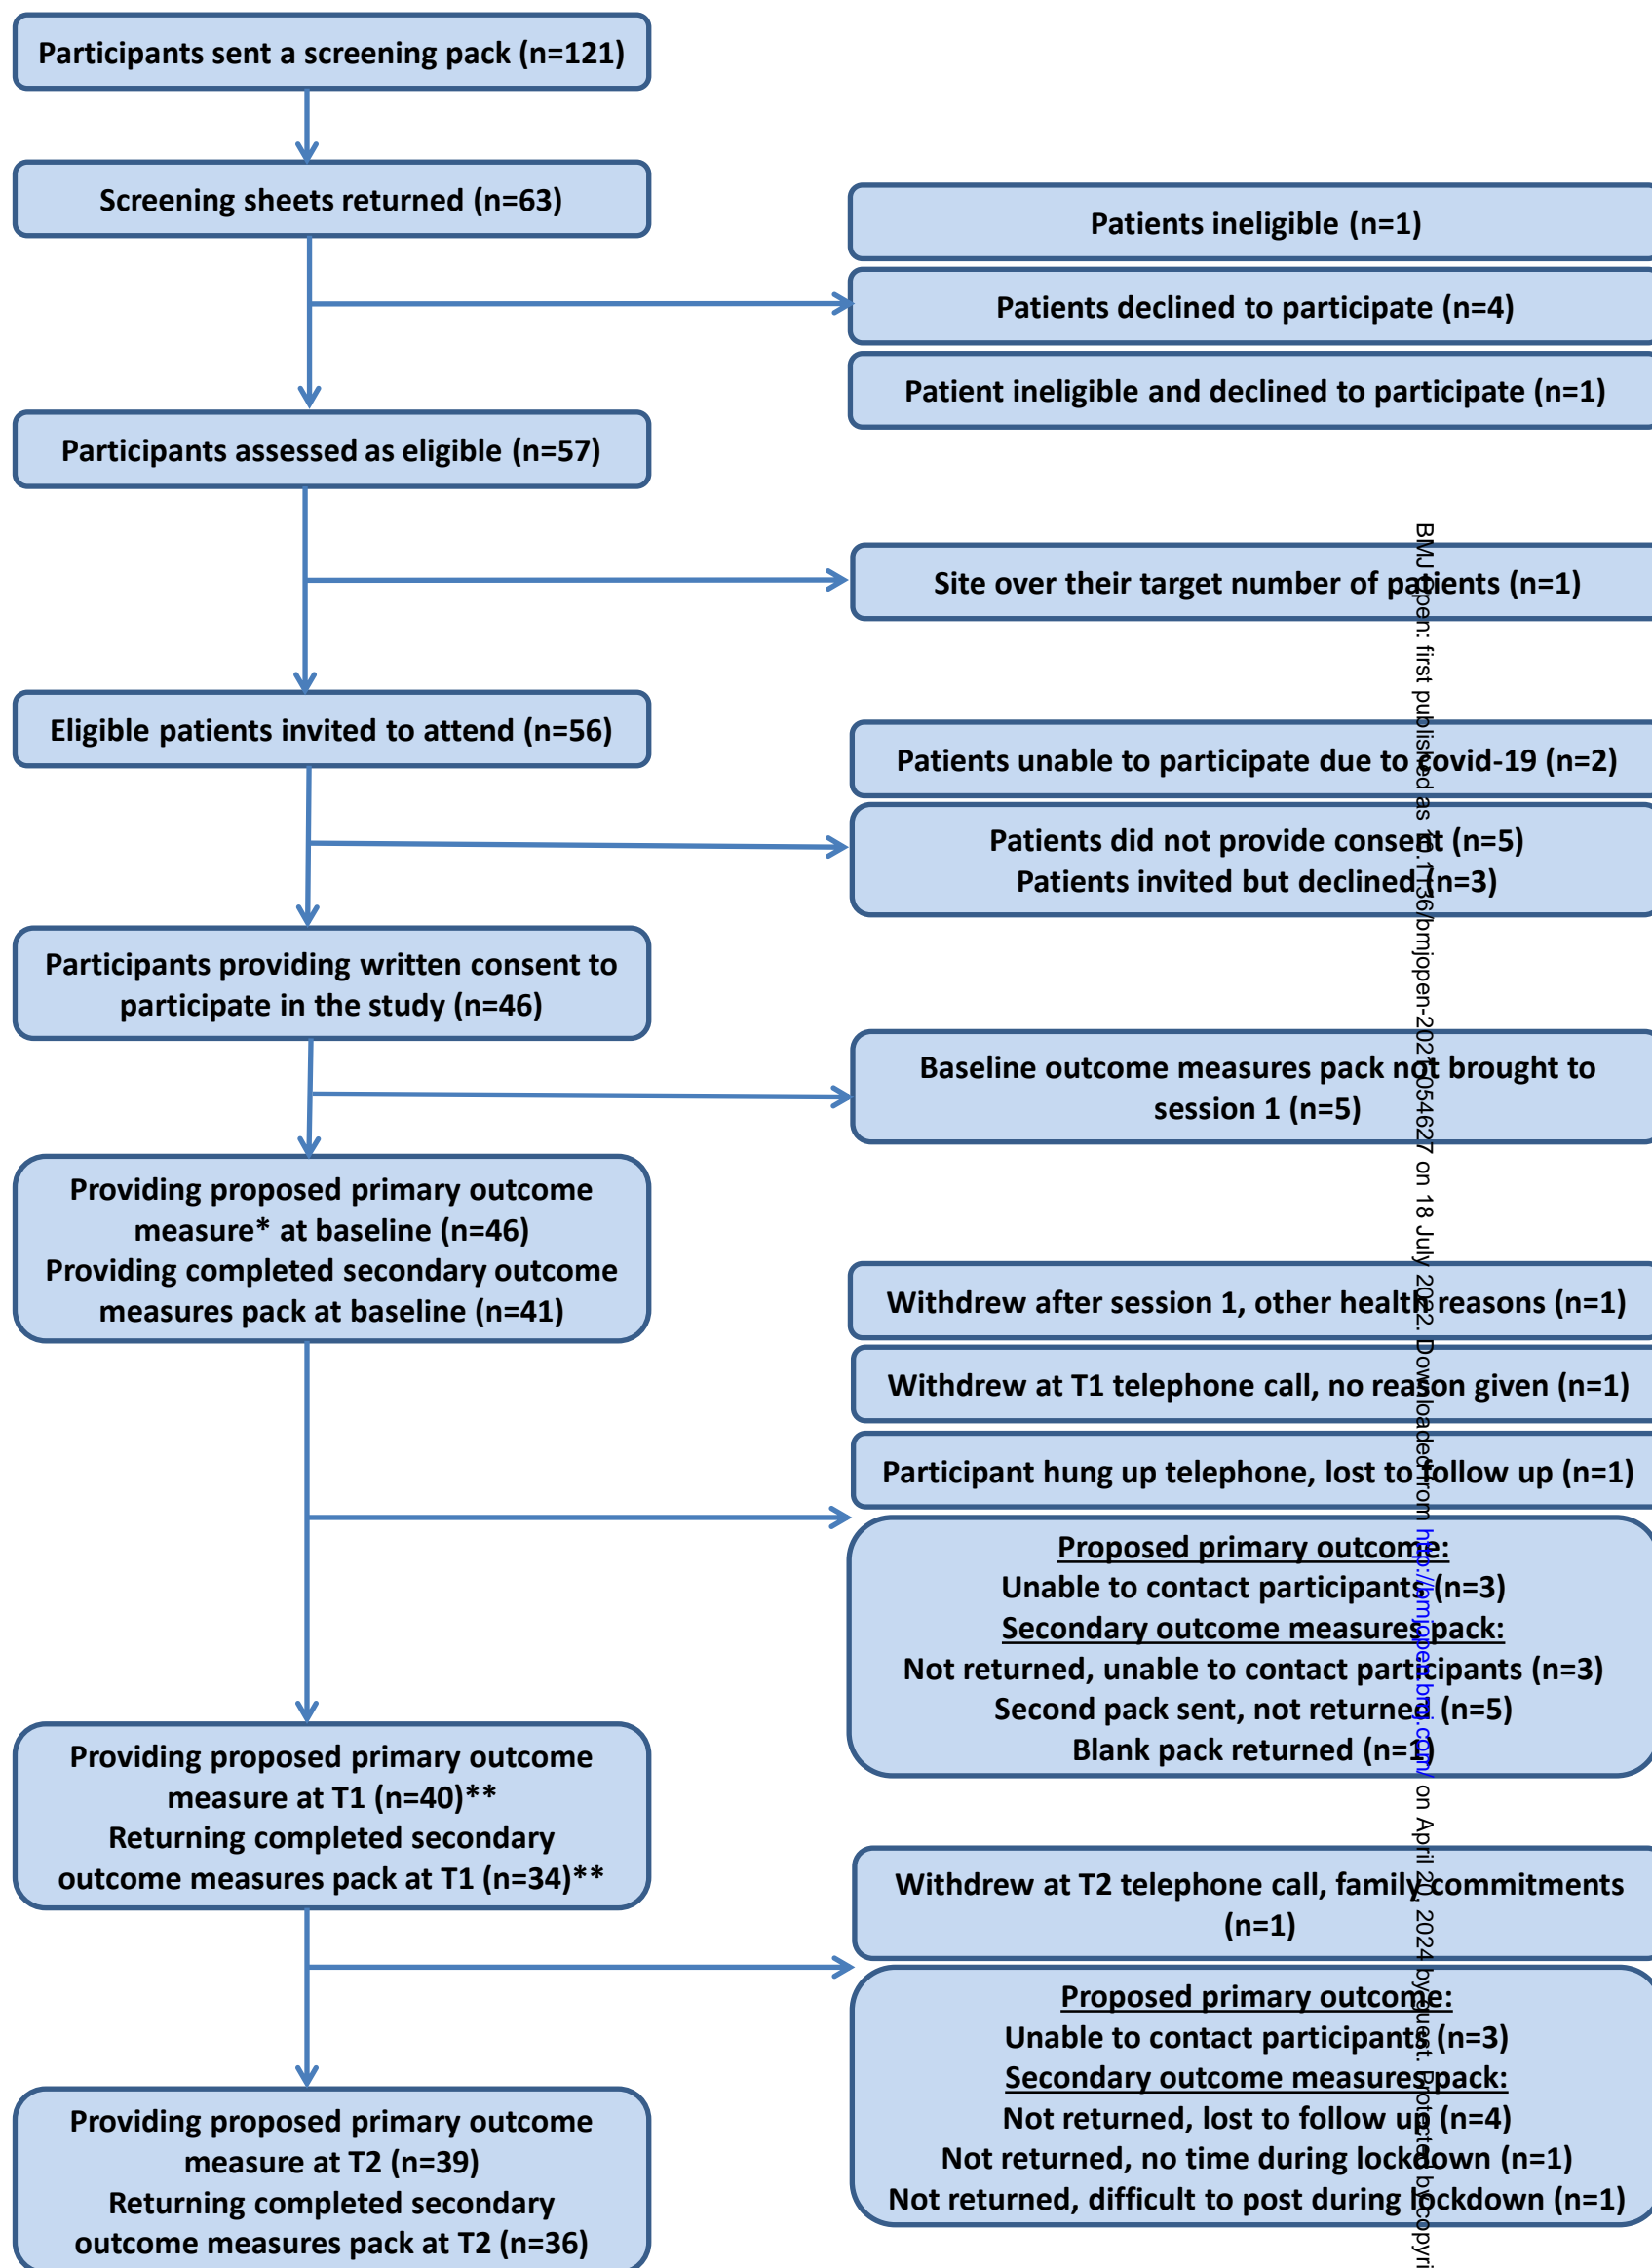 Participants sent a screening pack (n=121)
Screening sheets returned (n=63)
Patients ineligible (n=1)
Patients declined to participate (n=4)
Patient ineligible and declined to participate (n=1)
Participants assessed as eligible (n=57)
Site over their target number of patients (n=1)
Eligible patients invited to attend (n=56)
Patients unable to participate due to covid-19 (n=2)
Patients did not provide consent (n=5)
Patients invited but declined (n=3)
Participants providing written consent to
participate in the study (n=46)
Baseline outcome measures pack not brought to
session 1 (n=5)
Providing proposed primary outcome
measure* at baseline (n=46)
Providing completed secondary outcome
measures pack at baseline (n=41)
Withdrew after session 1, other health reasons (n=1)
Withdrew at T1 telephone call, no reason given (n=1)
Participant hung up telephone, lost to follow up (n=1)
Proposed primary outcome:
Unable to contact participants (n=3)
Secondary outcome measures pack:
Not returned, unable to contact participants (n=3)
Second pack sent, not returned (n=5)
Blank pack returned (n=1)
Providing proposed primary outcome
measure at T1 (n=40)**
Returning completed secondary
outcome measures pack at T1 (n=34)**
Withdrew at T2 telephone call, family commitments
(n=1)
Proposed primary outcome:
Unable to contact participants (n=3)
Secondary outcome measures pack:
Not returned, lost to follow up (n=4)
Not returned, no time during lockdown (n=1)
Not returned, difficult to post during lockdown (n=1)
Providing proposed primary outcome
measure at T2 (n=39)
Returning completed secondary
outcome measures pack at T2 (n=36)
BMJ Open: first published as 10.1136/bmjopen-2021-054627 on 18 July 2022. Downloaded from http://bmjopen.bmj.com/ on April 20, 2024 by guest. Protected by copyri